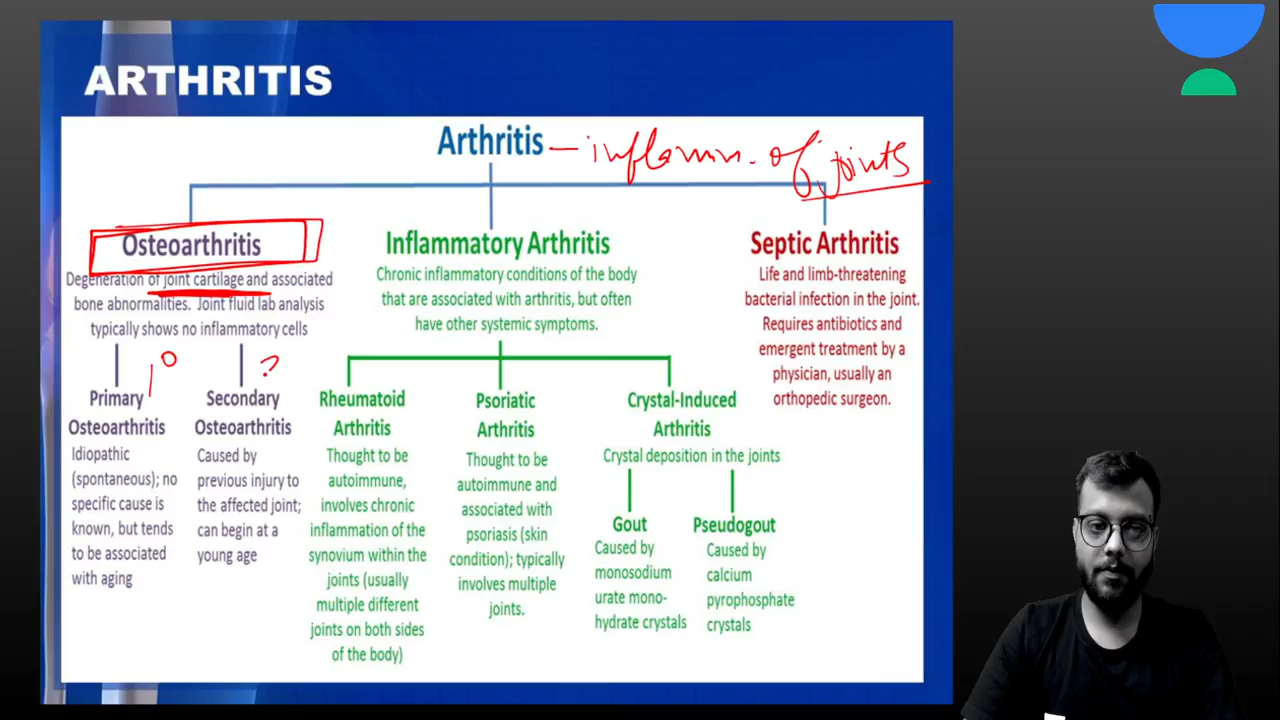 ARTHRITIS
Arthritis – inflamm. of joints
Osteoarthritis
Degeneration of joint cartilage and associated
bone abnormalities. Joint fluid lab analysis
typically shows no inflammatory cells
1°
2
Primary
Osteoarthritis
Idiopathic
(spontaneous); no
specific cause is
known, but tends
to be associated
with aging
Secondary
Osteoarthritis
Caused by
previous injury to
the affected joint;
can begin at a
young age
Inflammatory Arthritis
Chronic inflammatory conditions of the body
that are associated with arthritis, but often
have other systemic symptoms.
Rheumatoid
Arthritis
Thought to be
autoimmune,
involves chronic
inflammation of the
synovium within the
joints (usually
multiple different
joints on both sides
of the body)
Psoriatic
Arthritis
Thought to be
autoimmune and
associated with
psoriasis (skin
condition); typically
involves multiple
joints.
Crystal-Induced
Arthritis
Crystal deposition in the joints
Gout
Caused by
monosodium
urate mono-
hydrate crystals
Pseudogout
Caused by
calcium
pyrophosphate
crystals
Septic Arthritis
Life and limb-threatening
bacterial infection in the joint.
Requires antibiotics and
emergent treatment by a
physician, usually an
orthopedic surgeon.